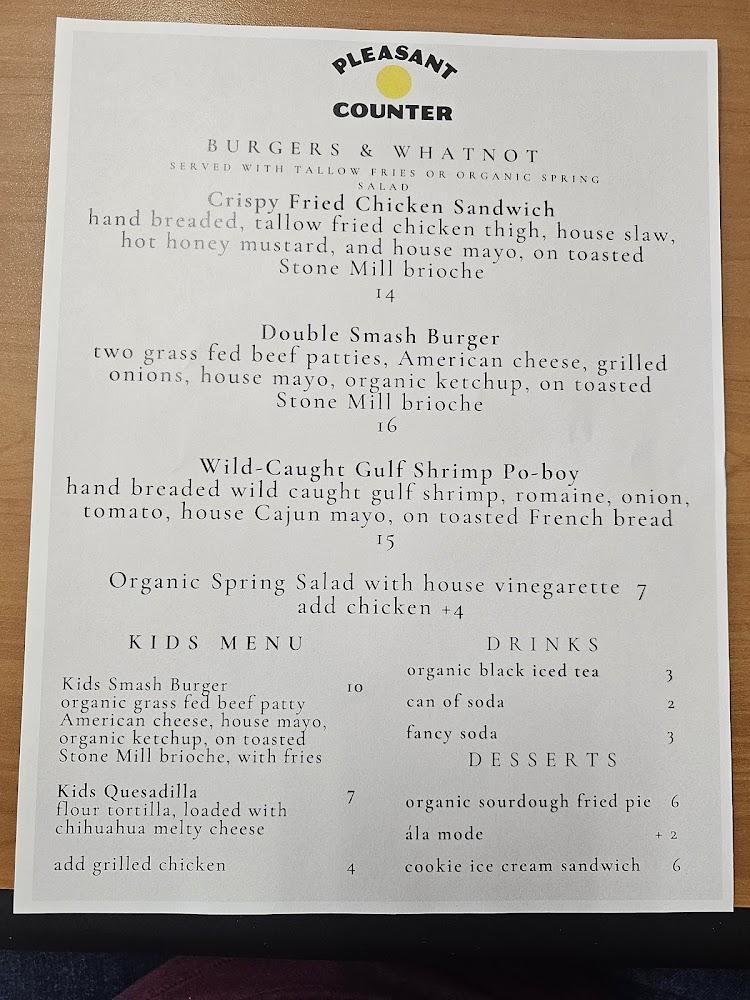 PLEASANT
COUNTER
BURGERS & WHATNOT
SERVED WITH TALLOW FRIES OR ORGANIC SPRING
SALAD
Crispy Fried Chicken Sandwich
hand breaded, tallow fried chicken thigh, house slaw,
hot honey mustard, and house mayo, on toasted
Stone Mill brioche
14
Double Smash Burger
two grass fed beef patties, American cheese, grilled
onions, house mayo, organic ketchup, on toasted
Stone Mill brioche
16
Wild-Caught Gulf Shrimp Po-boy
hand breaded wild caught gulf shrimp, romaine, onion,
tomato, house Cajun mayo, on toasted French bread
15
Organic Spring Salad with house vinegarette 7
add chicken +4
KIDS MENU
Kids Smash Burger 10
organic grass fed beef patty
American cheese, house mayo,
organic ketchup, on toasted
Stone Mill brioche, with fries
Kids Quesadilla 7
flour tortilla, loaded with
chihuahua melty cheese
add grilled chicken 4
DRINKS
organic black iced tea 3
can of soda 2
fancy soda 3
DESSERTS
organic sourdough fried pie 6
ála mode + 2
cookie ice cream sandwich 6